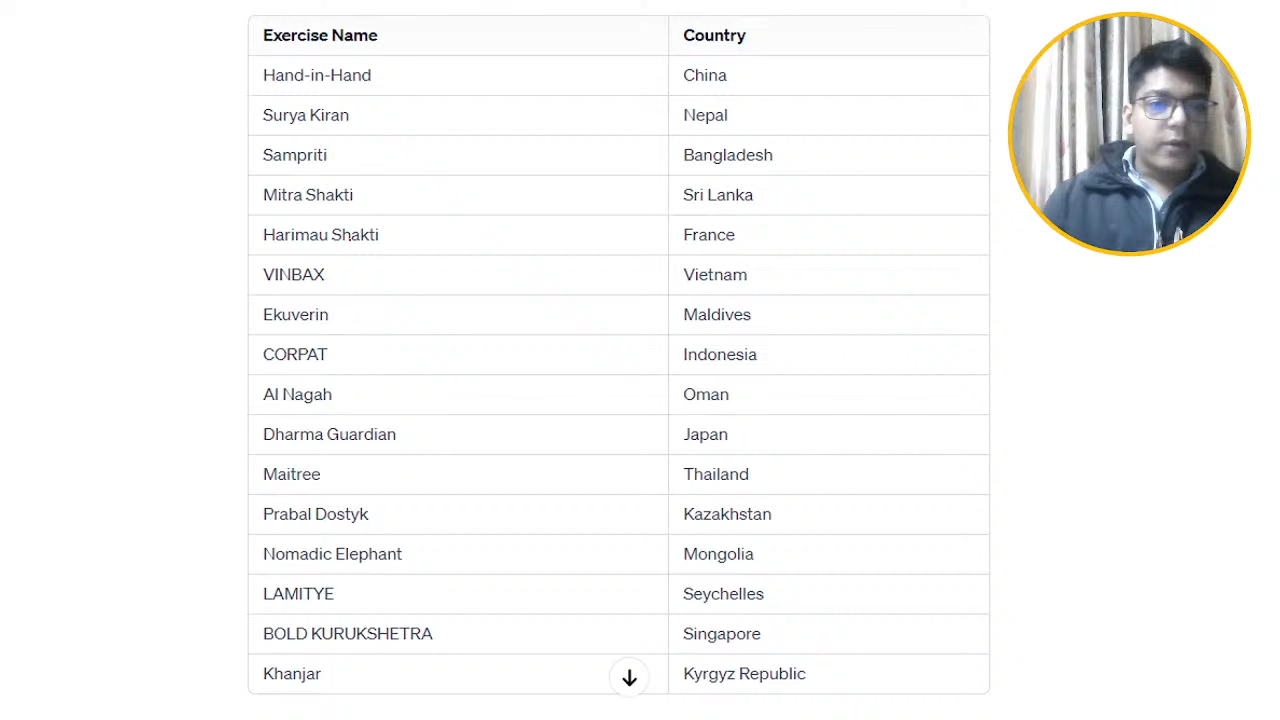 Exercise Name Country
Hand-in-Hand China
Surya Kiran Nepal
Sampriti Bangladesh
Mitra Shakti Sri Lanka
Harimau Shakti France
VINBAX Vietnam
Ekuverin Maldives
CORPAT Indonesia
Al Nagah Oman
Dharma Guardian Japan
Maitree Thailand
Prabal Dostyk Kazakhstan
Nomadic Elephant Mongolia
LAMITYE Seychelles
BOLD KURUKSHETRA Singapore
Khanjar Kyrgyz Republic